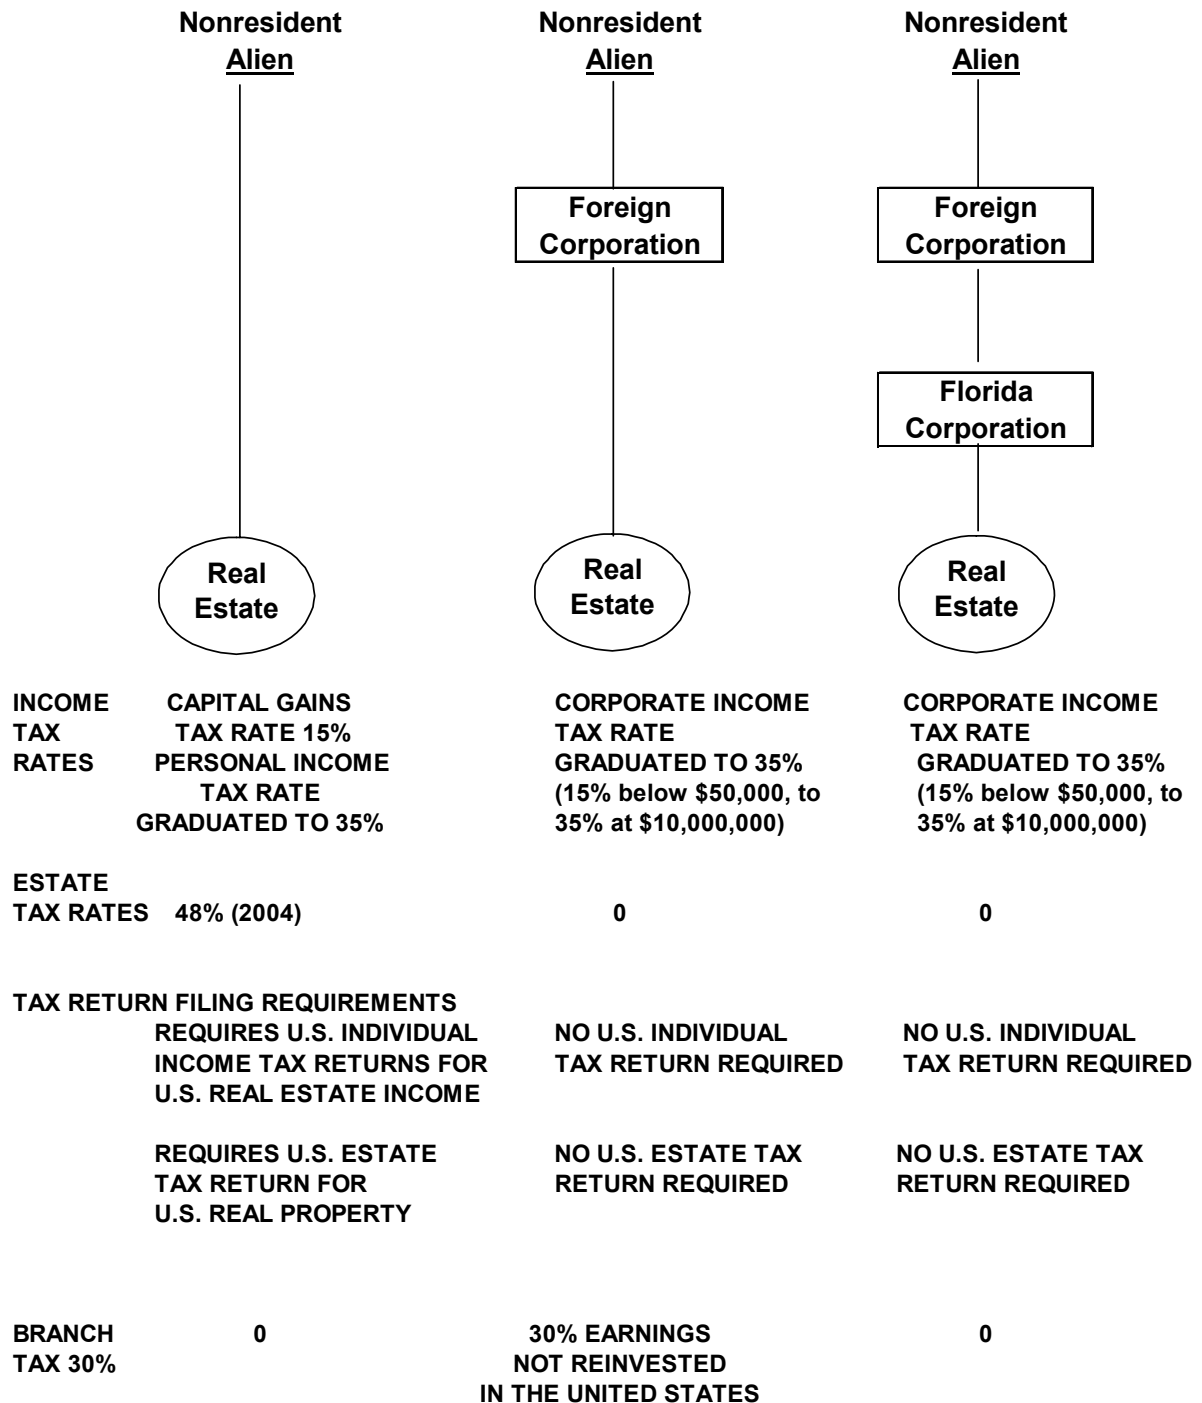 Nonresident Nonresident Nonresident
Alien Alien Alien
Foreign Foreign
Corporation Corporation
Florida
Corporation
Real Real Real
Estate Estate Estate
INCOME CAPITAL GAINS CORPORATE INCOME CORPORATE INCOME
TAX TAX RATE 15% TAX RATE TAX RATE
RATES PERSONAL INCOME GRADUATED TO 35% GRADUATED TO 35%
TAX RATE (15% below $50,000, to (15% below $50,000, to
GRADUATED TO 35% 35% at $10,000,000) 35% at $10,000,000)
ESTATE
TAX RATES 48% (2004) 0 0
TAX RETURN FILING REQUIREMENTS
REQUIRES U.S. INDIVIDUAL NO U.S. INDIVIDUAL NO U.S. INDIVIDUAL
INCOME TAX RETURNS FOR TAX RETURN REQUIRED TAX RETURN REQUIRED
U.S. REAL ESTATE INCOME
REQUIRES U.S. ESTATE NO U.S. ESTATE TAX NO U.S. ESTATE TAX
TAX RETURN FOR RETURN REQUIRED RETURN REQUIRED
U.S. REAL PROPERTY
BRANCH 0 30% EARNINGS 0
TAX 30% NOT REINVESTED
IN THE UNITED STATES